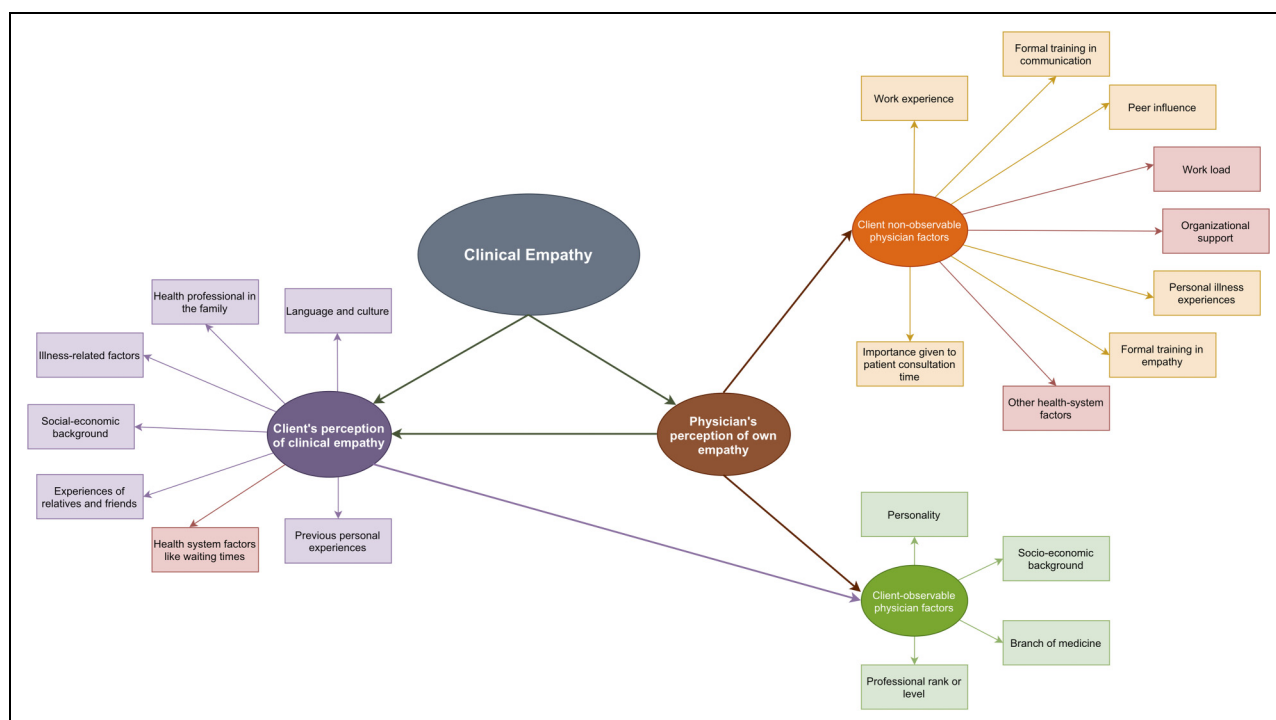 Formal training in
communication
Work experience
Peer influence
Work load
Client non-observable
physician factors
Organizational
support
Clinical Empathy
Health professional in
the family
Language and culture
Personal illness
experiences
Illness-related factors
Importance given to
patient consultation
time
Formal training in
empathy
Other health-system
factors
Social-economic
background
Client's perception
of clinical empathy
Physician's
perception of own
empathy
Experiences of
relatives and friends
Health system factors
like waiting times
Previous personal
experiences
Personality
Socio-economic
background
Client-observable
physician factors
Branch of medicine
Professional rank or
level